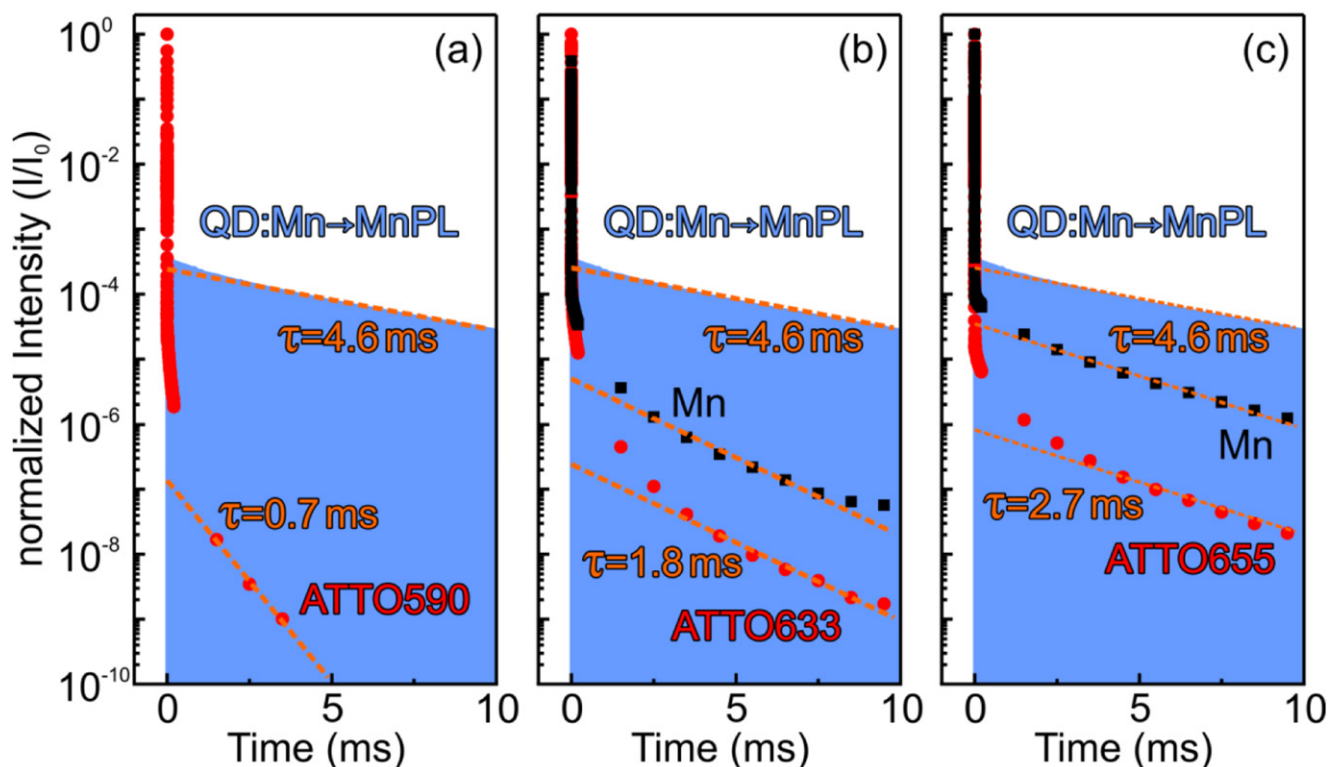 normalized Intensity (I/I₀)
10⁰
10⁻²
10⁻⁴
10⁻⁶
10⁻⁸
10⁻¹⁰
(a)
QD:Mn→MnPL
τ=4.6 ms
τ=0.7 ms
ATTO590
0 5 10
Time (ms)
(b)
QD:Mn→MnPL
τ=4.6 ms
Mn
τ=1.8 ms
ATTO633
0 5 10
Time (ms)
(c)
QD:Mn→MnPL
τ=4.6 ms
Mn
τ=2.7 ms
ATTO655
0 5 10
Time (ms)